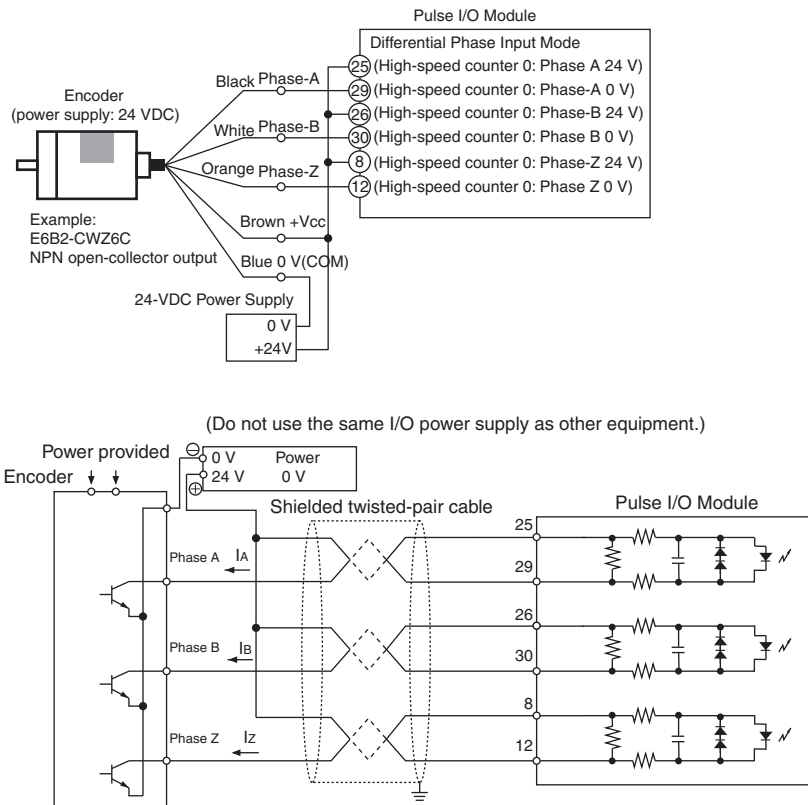 Pulse I/O Module
Differential Phase Input Mode
25 (High-speed counter 0: Phase A 24 V)
Black Phase-A 29 (High-speed counter 0: Phase-A 0 V)
Encoder
(power supply: 24 VDC)
26 (High-speed counter 0: Phase-B 24 V)
White Phase-B 30 (High-speed counter 0: Phase B 0 V)
8 (High-speed counter 0: Phase-Z 24 V)
Orange Phase-Z 12 (High-speed counter 0: Phase Z 0 V)
Example:
E6B2-CWZ6C
NPN open-collector output
Brown +Vcc
Blue 0 V(COM)
24-VDC Power Supply
0 V
+24V
(Do not use the same I/O power supply as other equipment.)
Power provided
Encoder
⊖ 0 V Power
⊕ 24 V 0 V
Shielded twisted-pair cable
Pulse I/O Module
25
Phase A IA
29
26
Phase B IB
30
8
Phase Z IZ
12